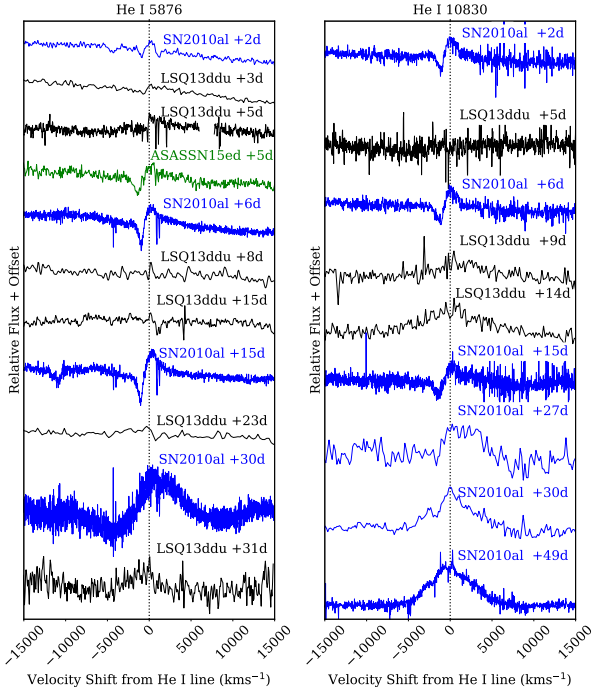 He I 5876
SN2010al +2d
LSQ13ddu +3d
LSQ13ddu +5d
ASASSN15ed +5d
SN2010al +6d
LSQ13ddu +8d
LSQ13ddu +15d
SN2010al +15d
LSQ13ddu +23d
SN2010al +30d
LSQ13ddu +31d
Relative Flux + Offset
−15000
−10000
−5000
0
5000
10000
15000
Velocity Shift from He I line (kms⁻¹)
He I 10830
SN2010al +2d
LSQ13ddu +5d
SN2010al +6d
LSQ13ddu +9d
LSQ13ddu +14d
SN2010al +15d
SN2010al +27d
SN2010al +30d
SN2010al +49d
Relative Flux + Offset
−15000
−10000
−5000
0
5000
10000
15000
Velocity Shift from He I line (kms⁻¹)